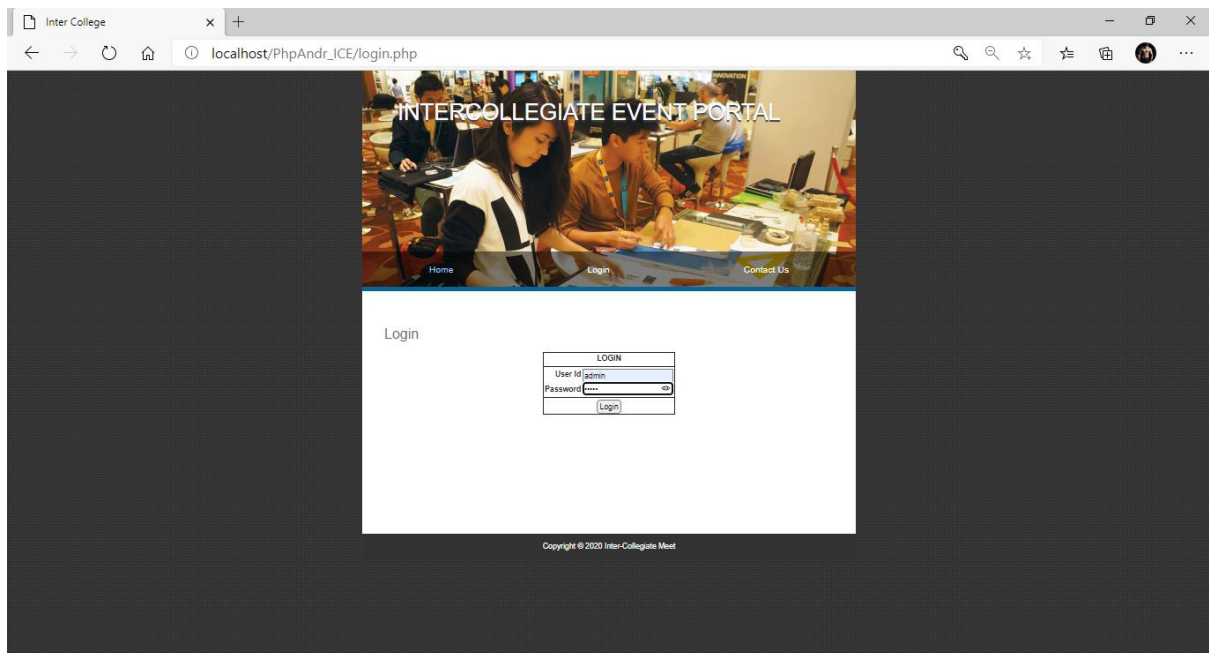 Inter College
localhost/PhpAndr_ICE/login.php
INNOVATION
INTERCOLLEGIATE EVENT PORTAL
Home Login Contact Us
Login
LOGIN
User Id admin
Password •••••
Login
Copyright © 2020 Inter-Collegiate Meet